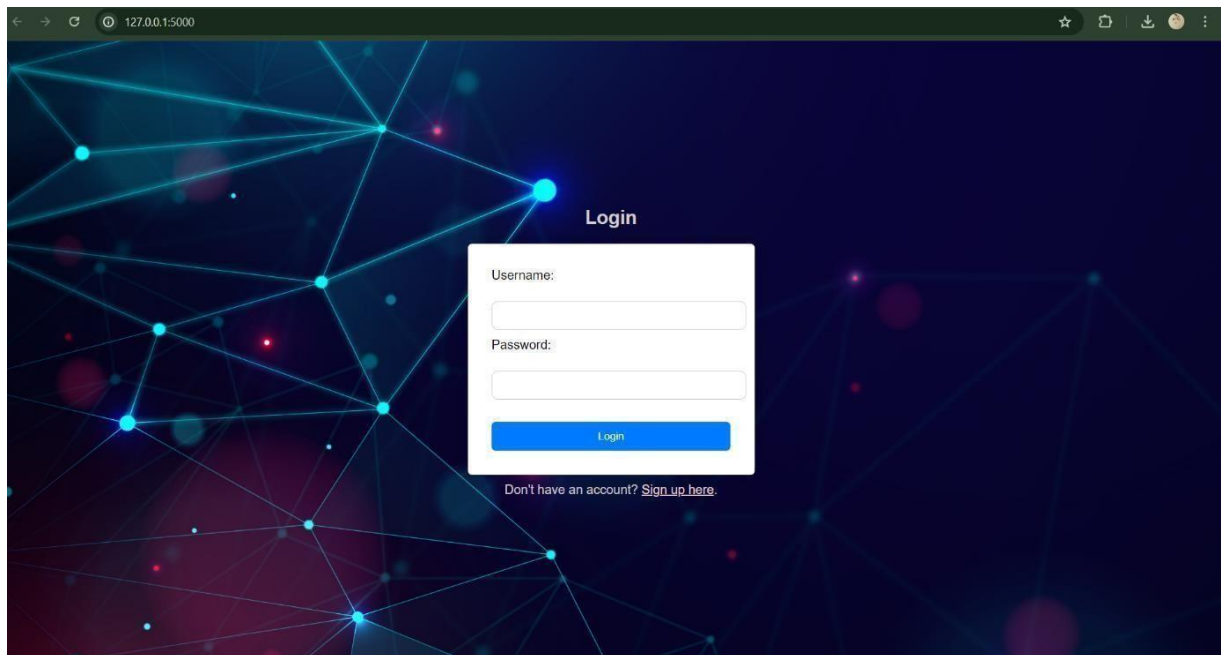 127.0.0.1:5000
Login
Username:
Password:
Login
Don't have an account? Sign up here.